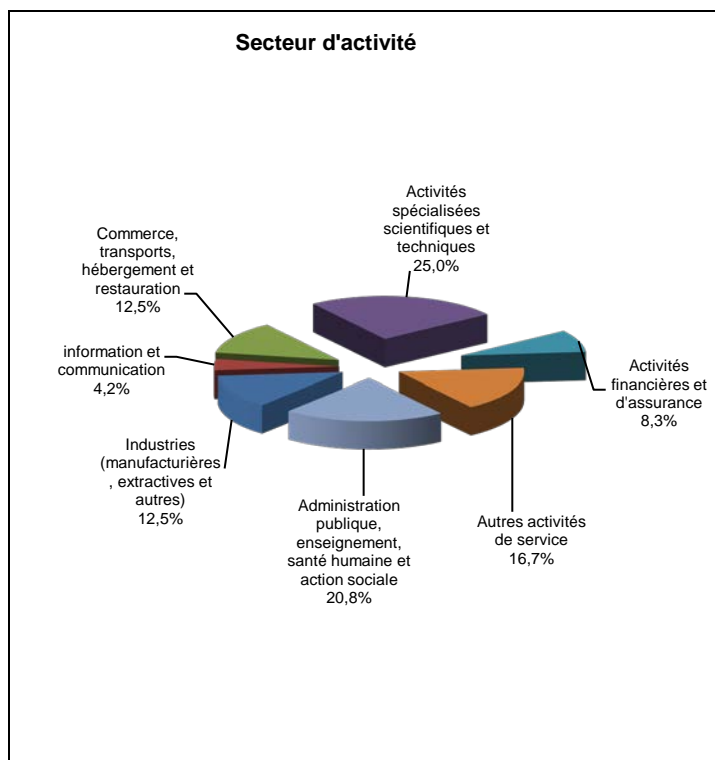 Secteur d'activité
Activités
spécialisées
scientifiques et
techniques
25,0%
Commerce,
transports,
hébergement et
restauration
12,5%
information et
communication
4,2%
Activités
financières et
d'assurance
8,3%
Industries
(manufacturières
, extractives et
autres)
12,5%
Administration
publique,
enseignement,
santé humaine et
action sociale
20,8%
Autres activités
de service
16,7%